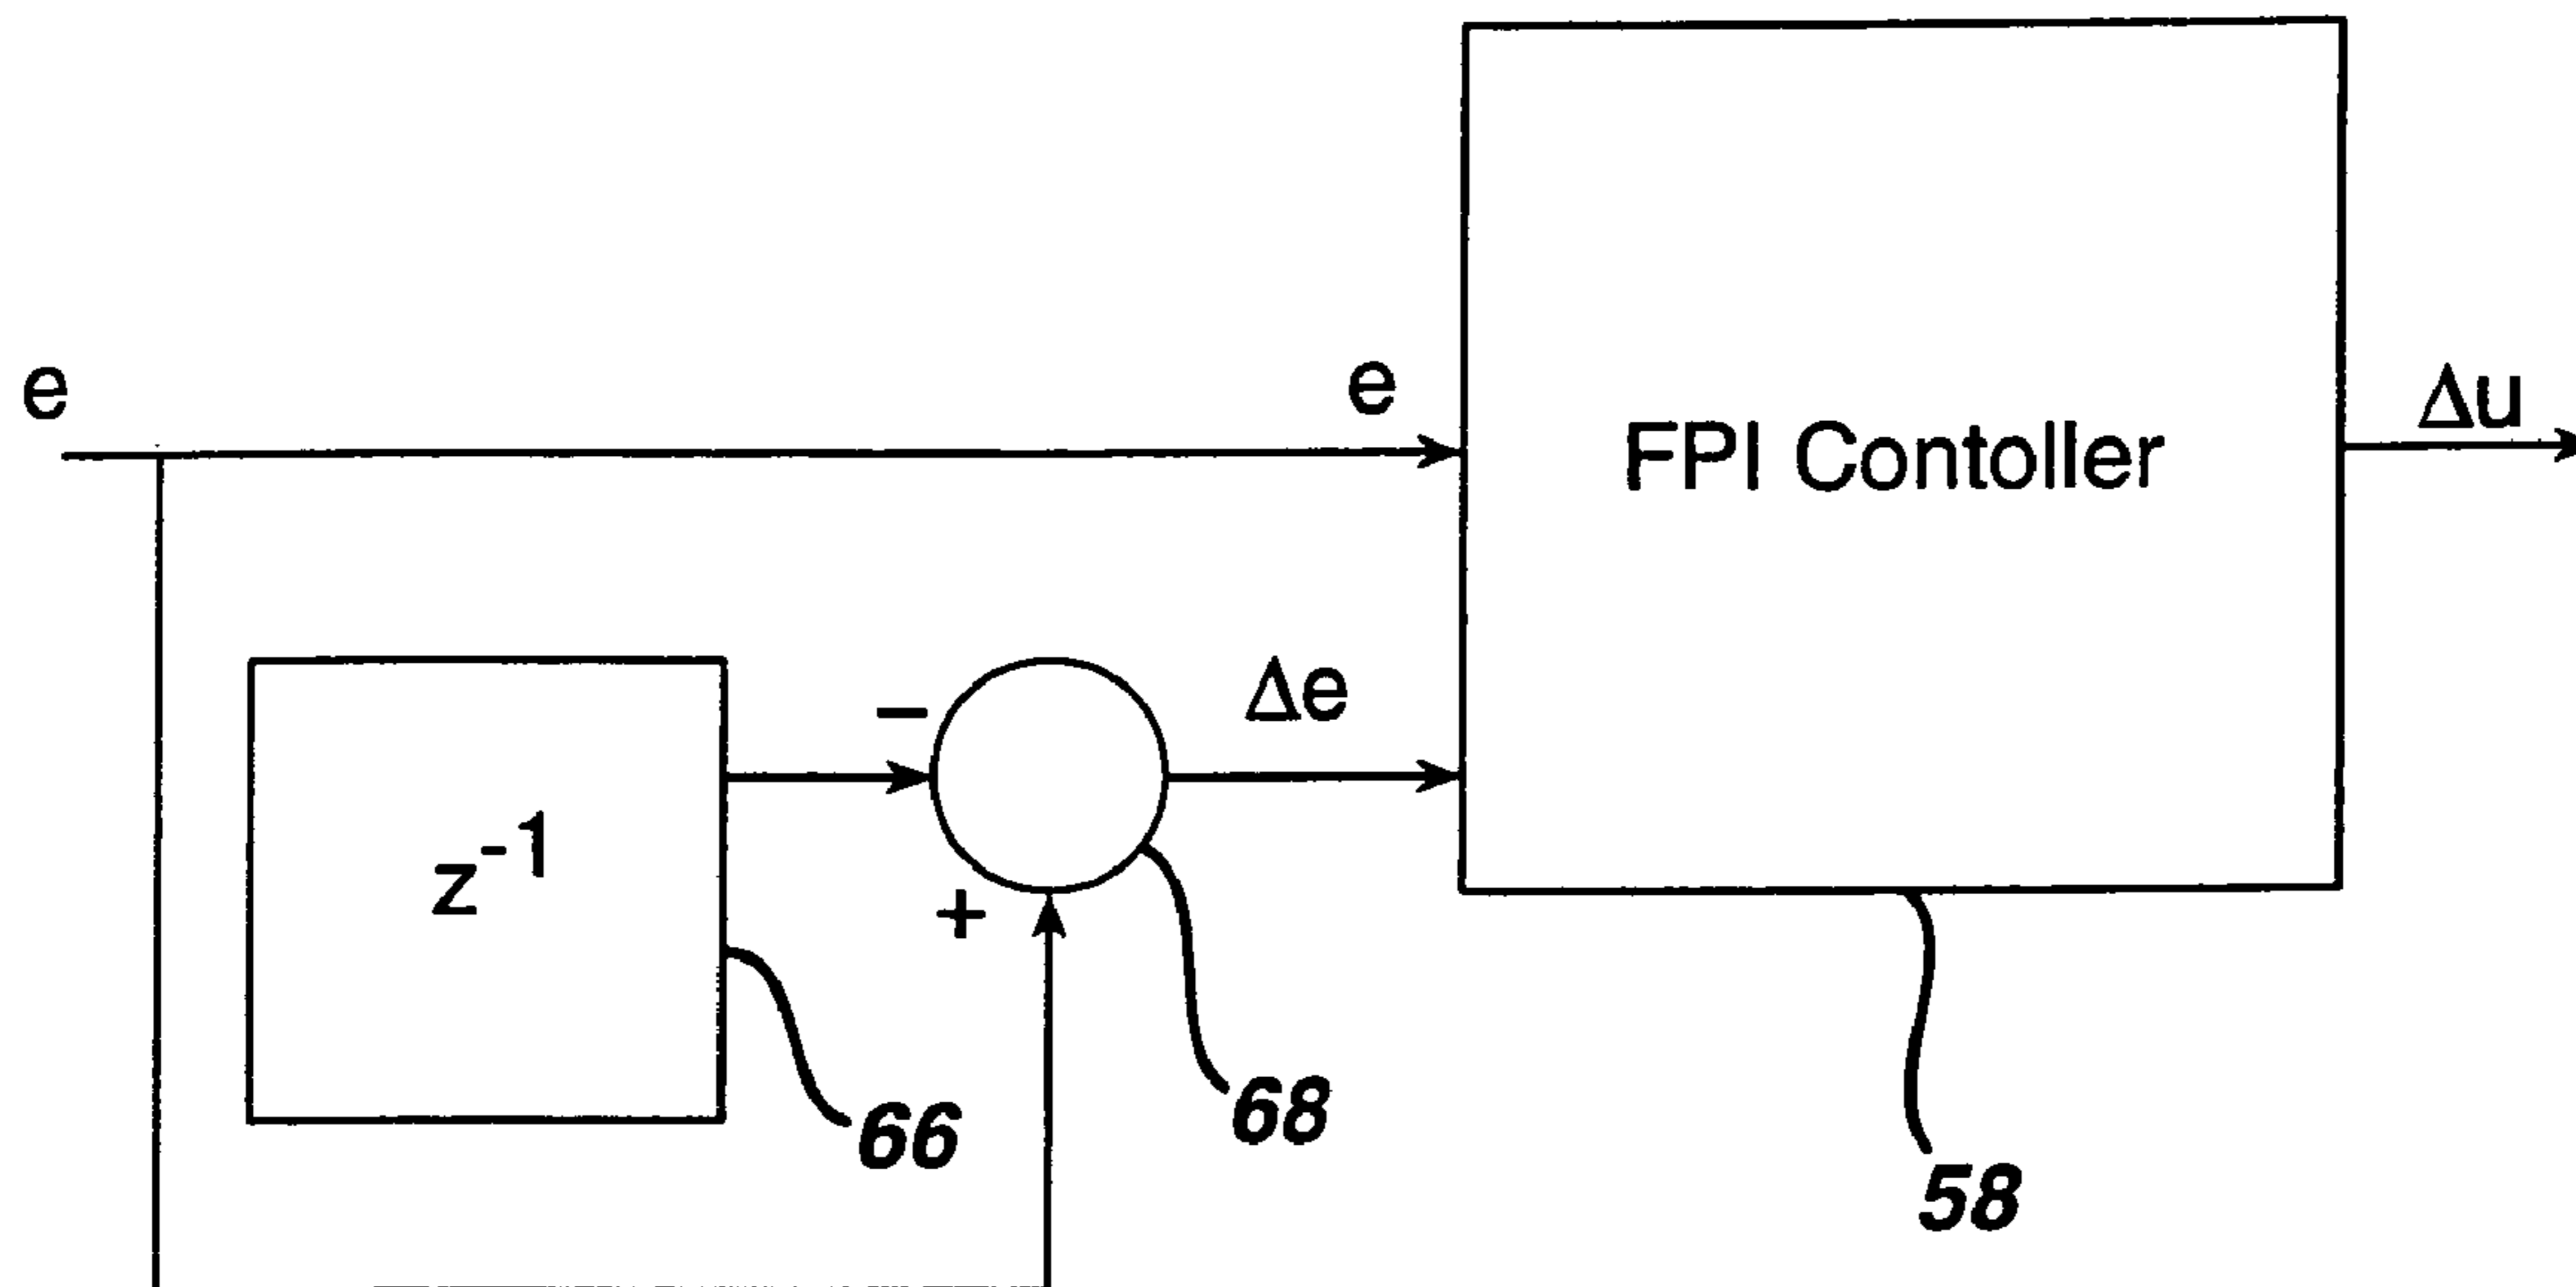 e
e
FPI Contoller
Δu
Δe
−
+
z⁻¹
66
68
58